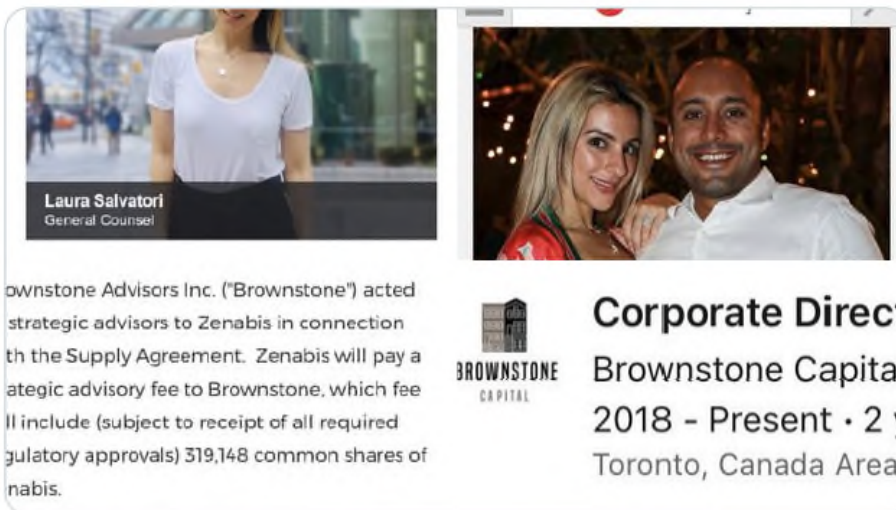 Laura Salvatori
General Counsel
ownstone Advisors Inc. ("Brownstone") acted
strategic advisors to Zenabis in connection
th the Supply Agreement. Zenabis will pay a
ategic advisory fee to Brownstone, which fee
ll include (subject to receipt of all required
gulatory approvals) 319,148 common shares of
nabis.
BROWNSTONE
CAPITAL
Corporate Direc
Brownstone Capita
2018 - Present · 2
Toronto, Canada Area